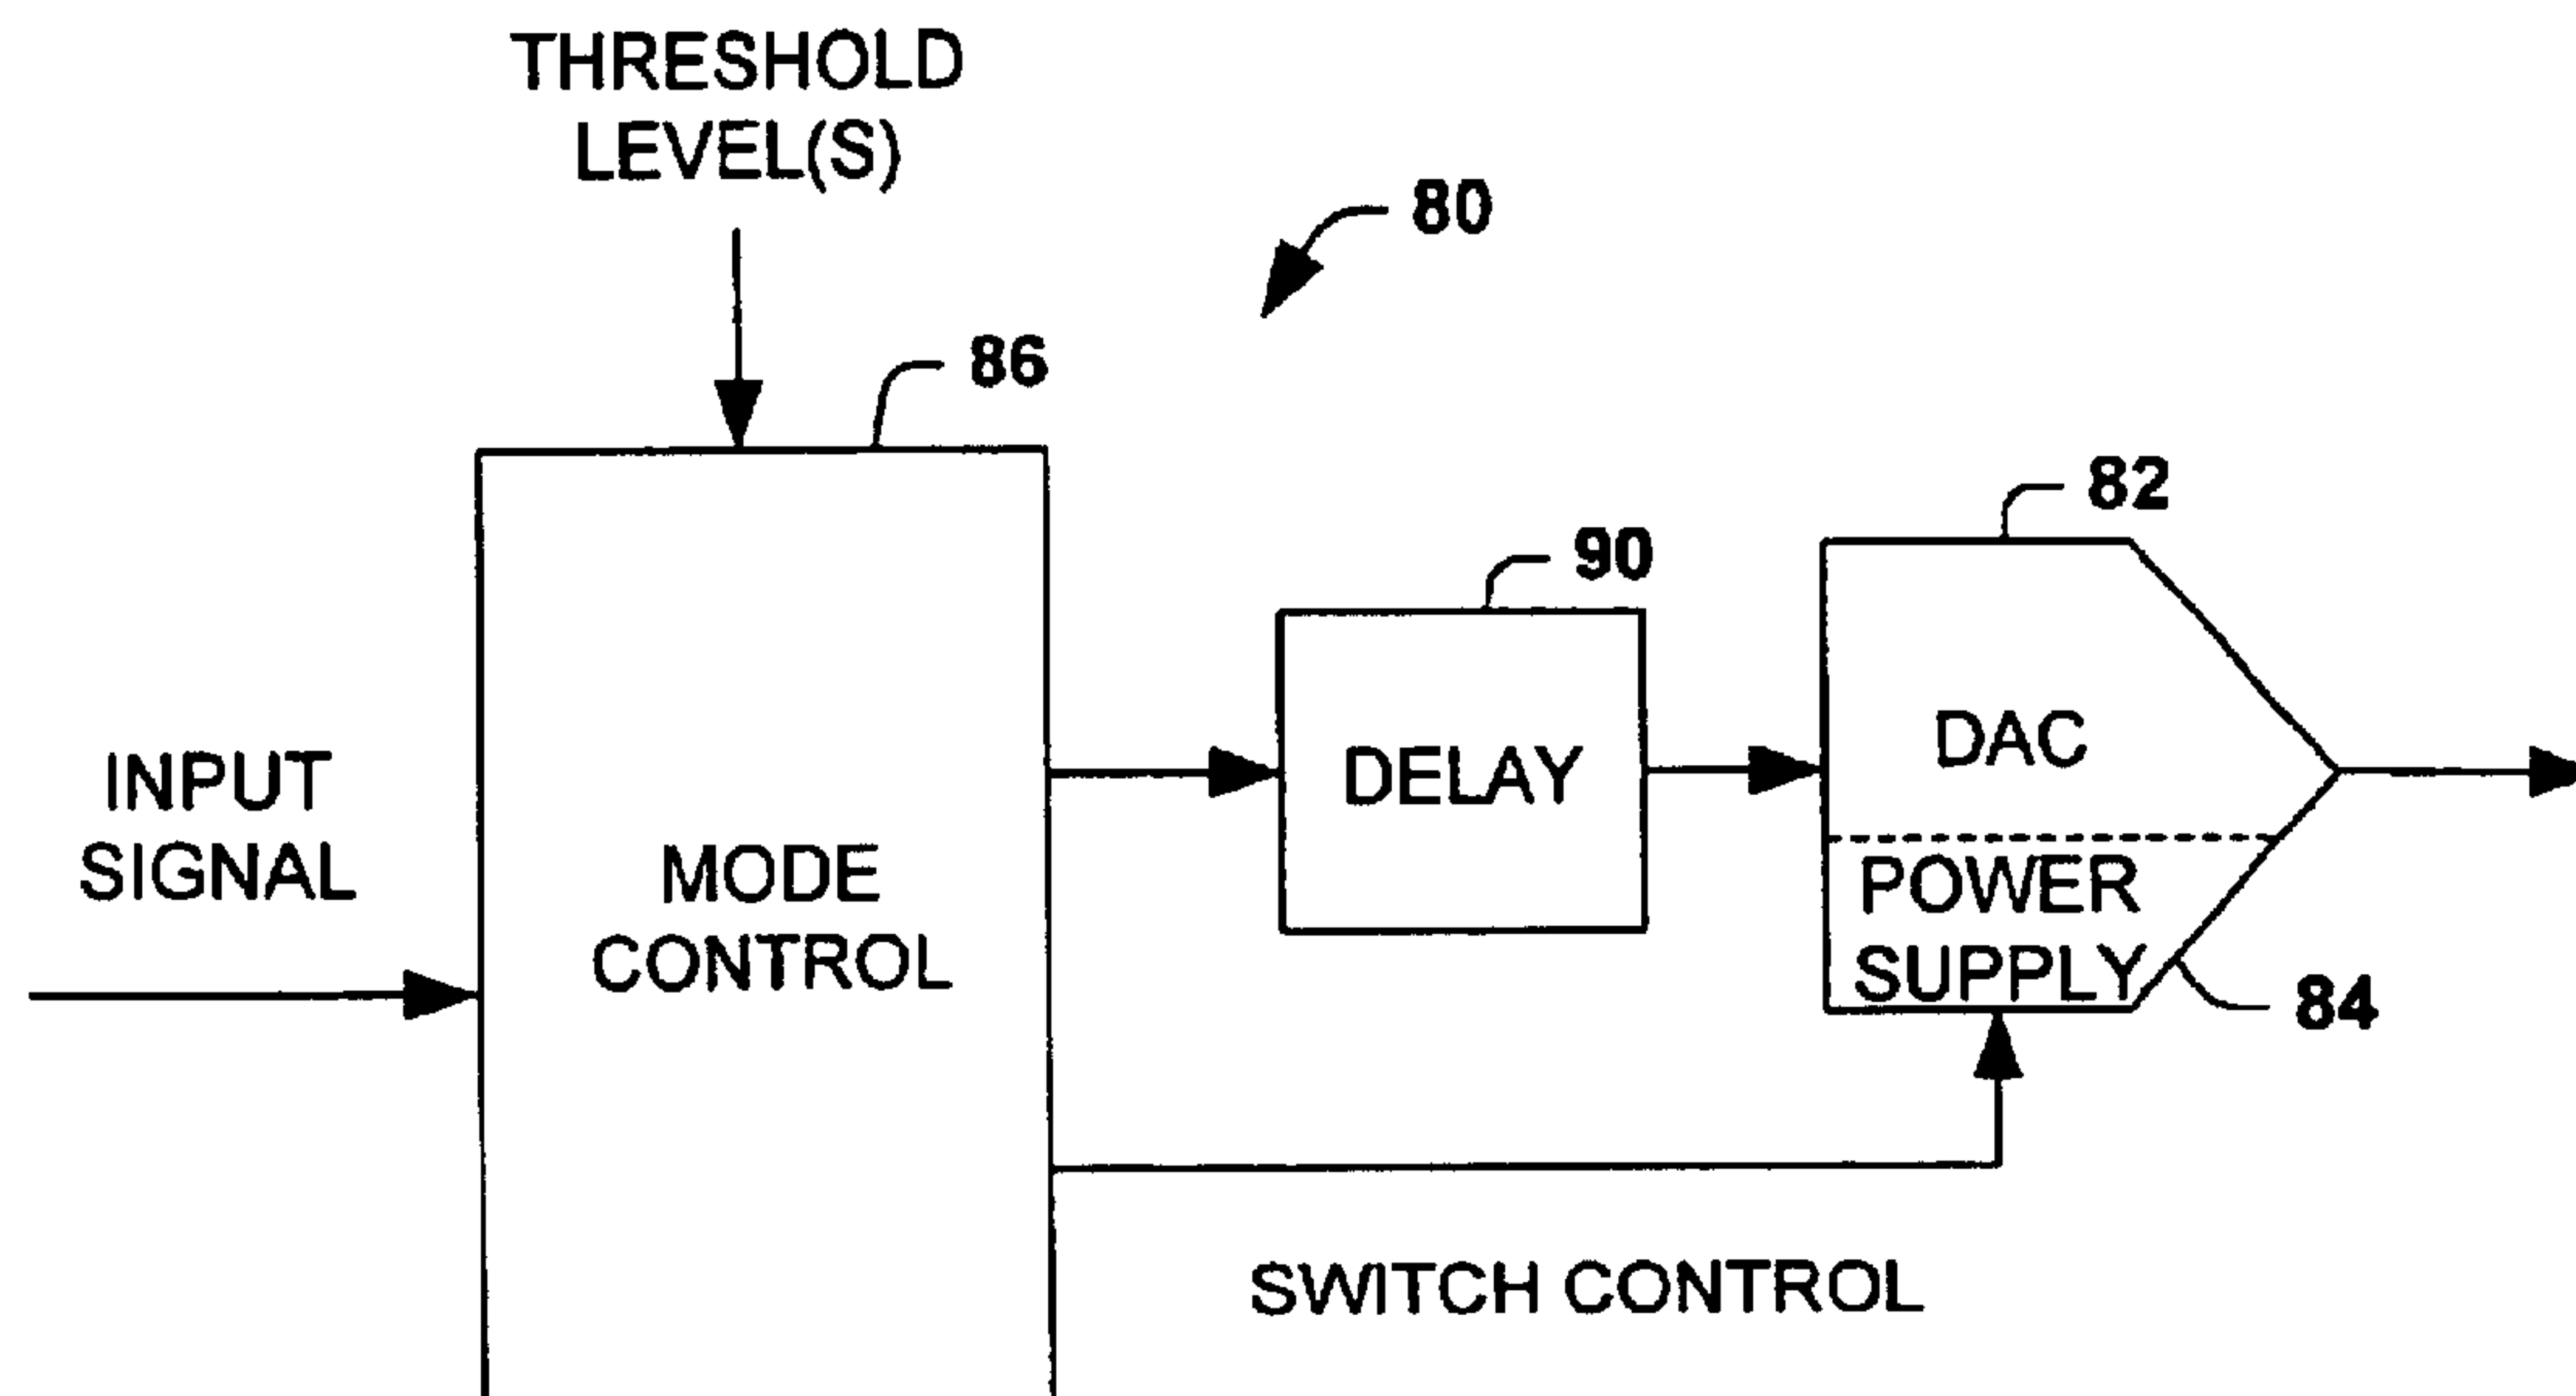 THRESHOLD
LEVEL(S)
80
86
82
90
INPUT
SIGNAL
MODE
CONTROL
DELAY
DAC
POWER
SUPPLY
84
SWITCH CONTROL